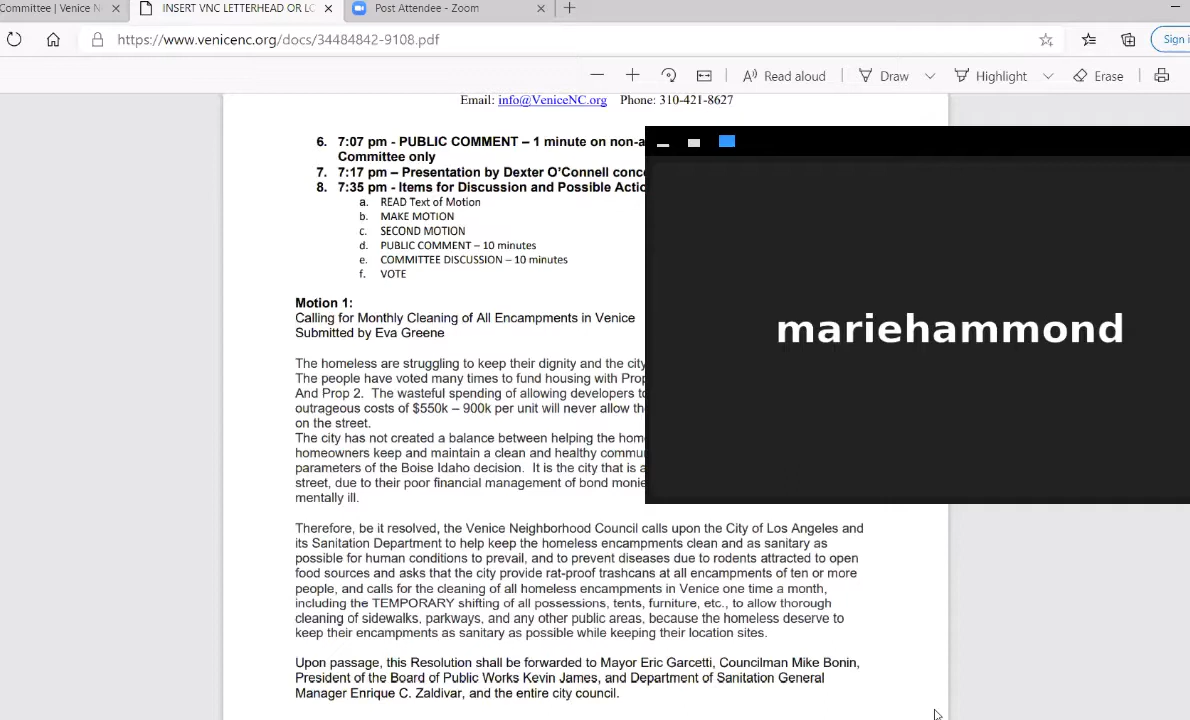 Committee | Venice N
INSERT VNC LETTERHEAD OR LO
Post Attendee - Zoom
https://www.venicenc.org/docs/34484842-9108.pdf
Sign i
Read aloud
Draw
Highlight
Erase
Email: info@VeniceNC.org Phone: 310-421-8627
6. 7:07 pm - PUBLIC COMMENT – 1 minute on non-a
Committee only
7. 7:17 pm – Presentation by Dexter O'Connell conc
8. 7:35 pm - Items for Discussion and Possible Actio
a. READ Text of Motion
b. MAKE MOTION
c. SECOND MOTION
d. PUBLIC COMMENT – 10 minutes
e. COMMITTEE DISCUSSION – 10 minutes
f. VOTE
Motion 1:
Calling for Monthly Cleaning of All Encampments in Venice
Submitted by Eva Greene
The homeless are struggling to keep their dignity and the city
The people have voted many times to fund housing with Prop
And Prop 2. The wasteful spending of allowing developers to
outrageous costs of $550k – 900k per unit will never allow the
on the street.
The city has not created a balance between helping the hom
homeowners keep and maintain a clean and healthy commu
parameters of the Boise Idaho decision. It is the city that is a
street, due to their poor financial management of bond monie
mentally ill.
Therefore, be it resolved, the Venice Neighborhood Council calls upon the City of Los Angeles and
its Sanitation Department to help keep the homeless encampments clean and as sanitary as
possible for human conditions to prevail, and to prevent diseases due to rodents attracted to open
food sources and asks that the city provide rat-proof trashcans at all encampments of ten or more
people, and calls for the cleaning of all homeless encampments in Venice one time a month,
including the TEMPORARY shifting of all possessions, tents, furniture, etc., to allow thorough
cleaning of sidewalks, parkways, and any other public areas, because the homeless deserve to
keep their encampments as sanitary as possible while keeping their location sites.
Upon passage, this Resolution shall be forwarded to Mayor Eric Garcetti, Councilman Mike Bonin,
President of the Board of Public Works Kevin James, and Department of Sanitation General
Manager Enrique C. Zaldivar, and the entire city council.
mariehammond